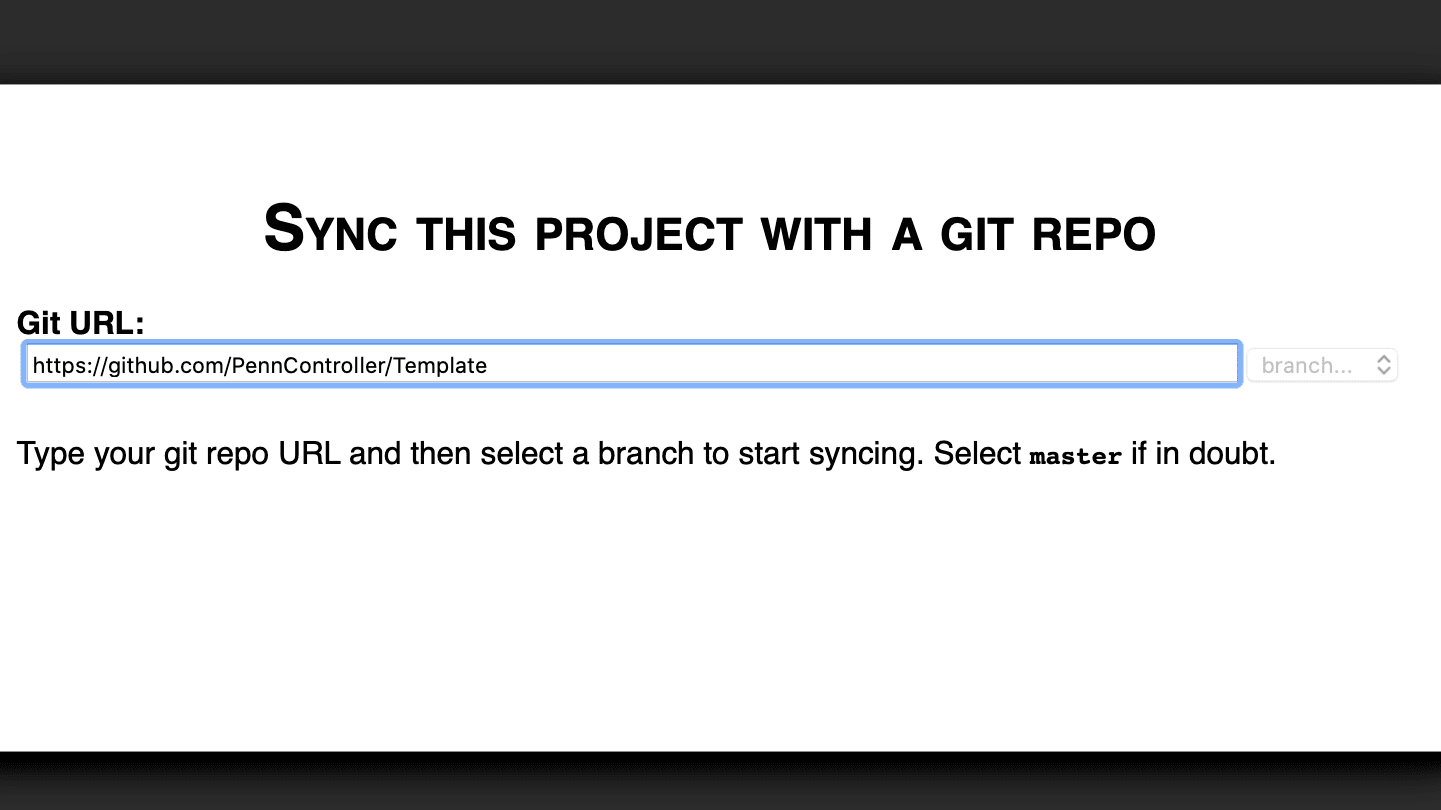 Sync this project with a git repo
Git URL:
https://github.com/PennController/Template
branch...
Type your git repo URL and then select a branch to start syncing. Select master if in doubt.